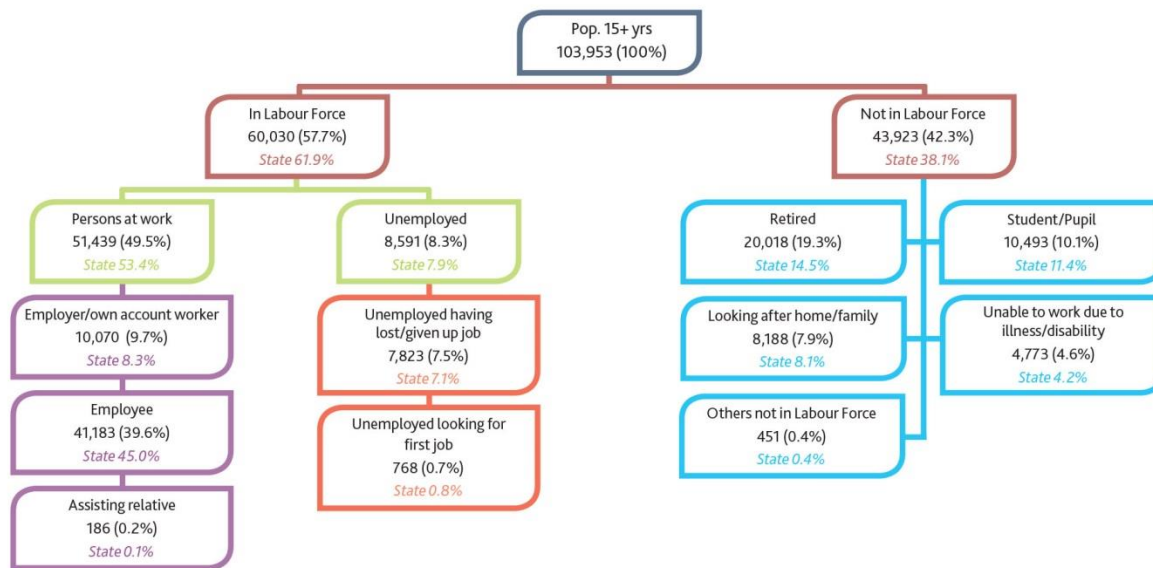 Pop. 15+ yrs
103,953 (100%)
In Labour Force
60,030 (57.7%)
State 61.9%
Not in Labour Force
43,923 (42.3%)
State 38.1%
Persons at work
51,439 (49.5%)
State 53.4%
Unemployed
8,591 (8.3%)
State 7.9%
Retired
20,018 (19.3%)
State 14.5%
Student/Pupil
10,493 (10.1%)
State 11.4%
Employer/own account worker
10,070 (9.7%)
State 8.3%
Unemployed having
lost/given up job
7,823 (7.5%)
State 7.1%
Looking after home/family
8,188 (7.9%)
State 8.1%
Unable to work due to
illness/disability
4,773 (4.6%)
State 4.2%
Employee
41,183 (39.6%)
State 45.0%
Unemployed looking for
first job
768 (0.7%)
State 0.8%
Others not in Labour Force
451 (0.4%)
State 0.4%
Assisting relative
186 (0.2%)
State 0.1%